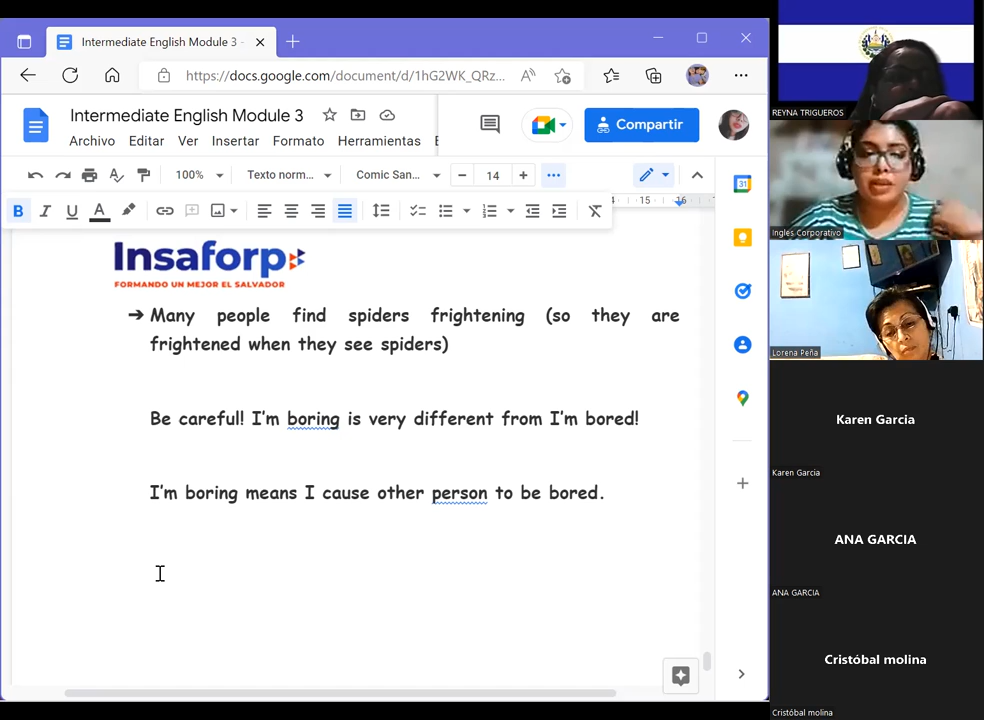 Intermediate English Module 3 -
https://docs.google.com/document/d/1hG2WK_QRz...
Intermediate English Module 3
Archivo Editar Ver Insertar Formato Herramientas
Compartir
100% Texto norm... Comic San... 14
15 16
31
Insaforp
FORMANDO UN MEJOR EL SALVADOR
➔ Many people find spiders frightening (so they are
frightened when they see spiders)
Be careful! I'm boring is very different from I'm bored!
I'm boring means I cause other person to be bored.
REYNA TRIGUEROS
Ingles Corporativo
Lorena Peña
Karen Garcia
Karen Garcia
ANA GARCIA
ANA GARCIA
Cristóbal molina
Cristóbal molina